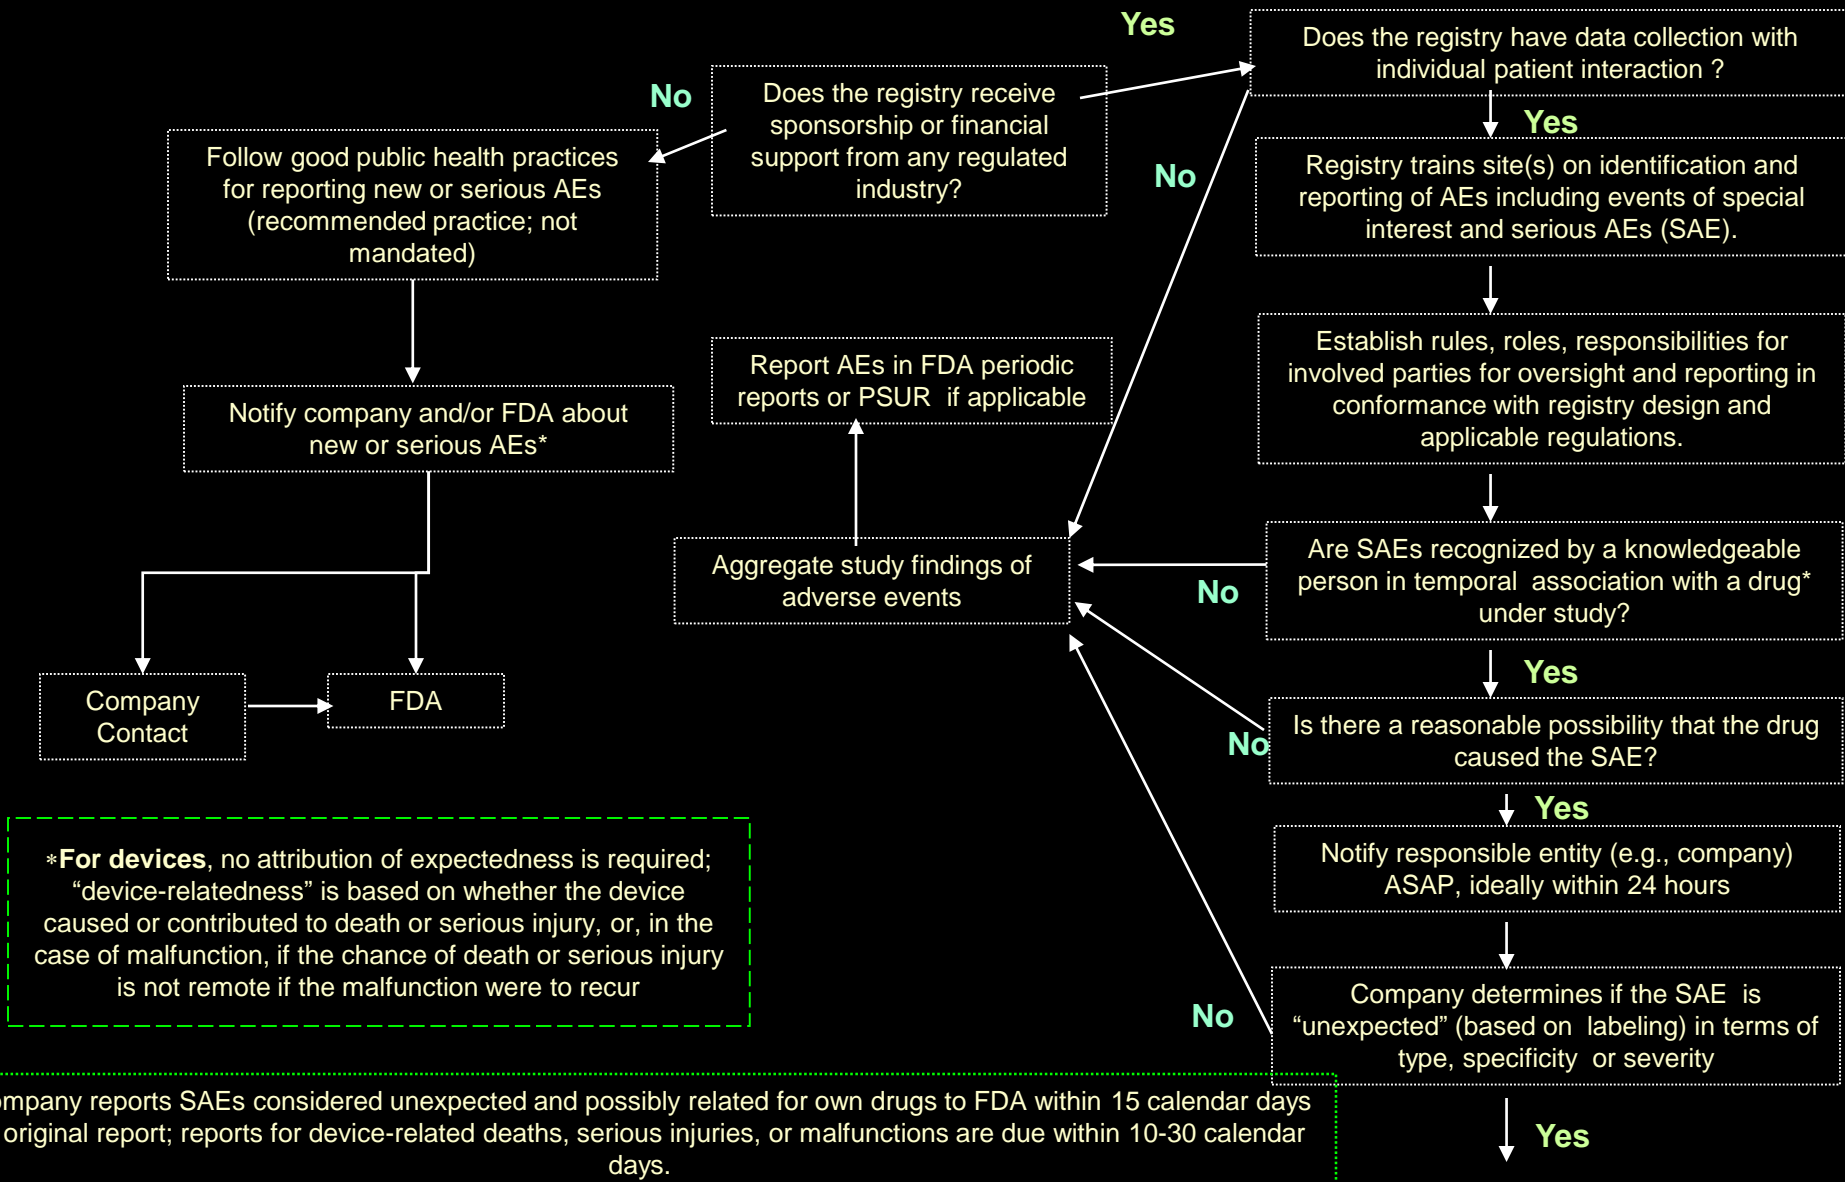 Yes
Does the registry have data collection with
individual patient interaction ?
No
Does the registry receive
sponsorship or financial
support from any regulated
industry?
Follow good public health practices
for reporting new or serious AEs
(recommended practice; not
mandated)
Yes
Registry trains site(s) on identification and
reporting of AEs including events of special
interest and serious AEs (SAE).
No
Establish rules, roles, responsibilities for
involved parties for oversight and reporting in
conformance with registry design and
applicable regulations.
Report AEs in FDA periodic
reports or PSUR if applicable
Notify company and/or FDA about
new or serious AEs*
Aggregate study findings of
adverse events
Are SAEs recognized by a knowledgeable
person in temporal association with a drug*
under study?
No
Yes
Company
Contact
FDA
Is there a reasonable possibility that the drug
caused the SAE?
No
Yes
Notify responsible entity (e.g., company)
ASAP, ideally within 24 hours
*For devices, no attribution of expectedness is required;
“device-relatedness” is based on whether the device
caused or contributed to death or serious injury, or, in the
case of malfunction, if the chance of death or serious injury
is not remote if the malfunction were to recur
Company determines if the SAE is
“unexpected” (based on labeling) in terms of
type, specificity or severity
No
reports SAEs considered unexpected and possibly related for own drugs to FDA within 15 calendar days
original report; reports for device-related deaths, serious injuries, or malfunctions are due within 10-30 calendar
days.
Yes